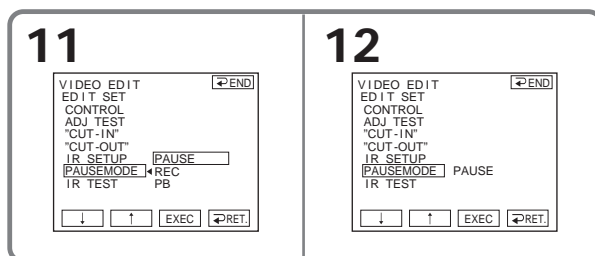 11
VIDEO EDIT ⮐END
EDIT SET
CONTROL
ADJ TEST
"CUT-IN"
"CUT-OUT"
IR SETUP PAUSE
PAUSEMODE ◂REC
IR TEST PB
↓ ↑ EXEC ⮐RET.
12
VIDEO EDIT ⮐END
EDIT SET
CONTROL
ADJ TEST
"CUT-IN"
"CUT-OUT"
IR SETUP
PAUSEMODE PAUSE
IR TEST
↓ ↑ EXEC ⮐RET.